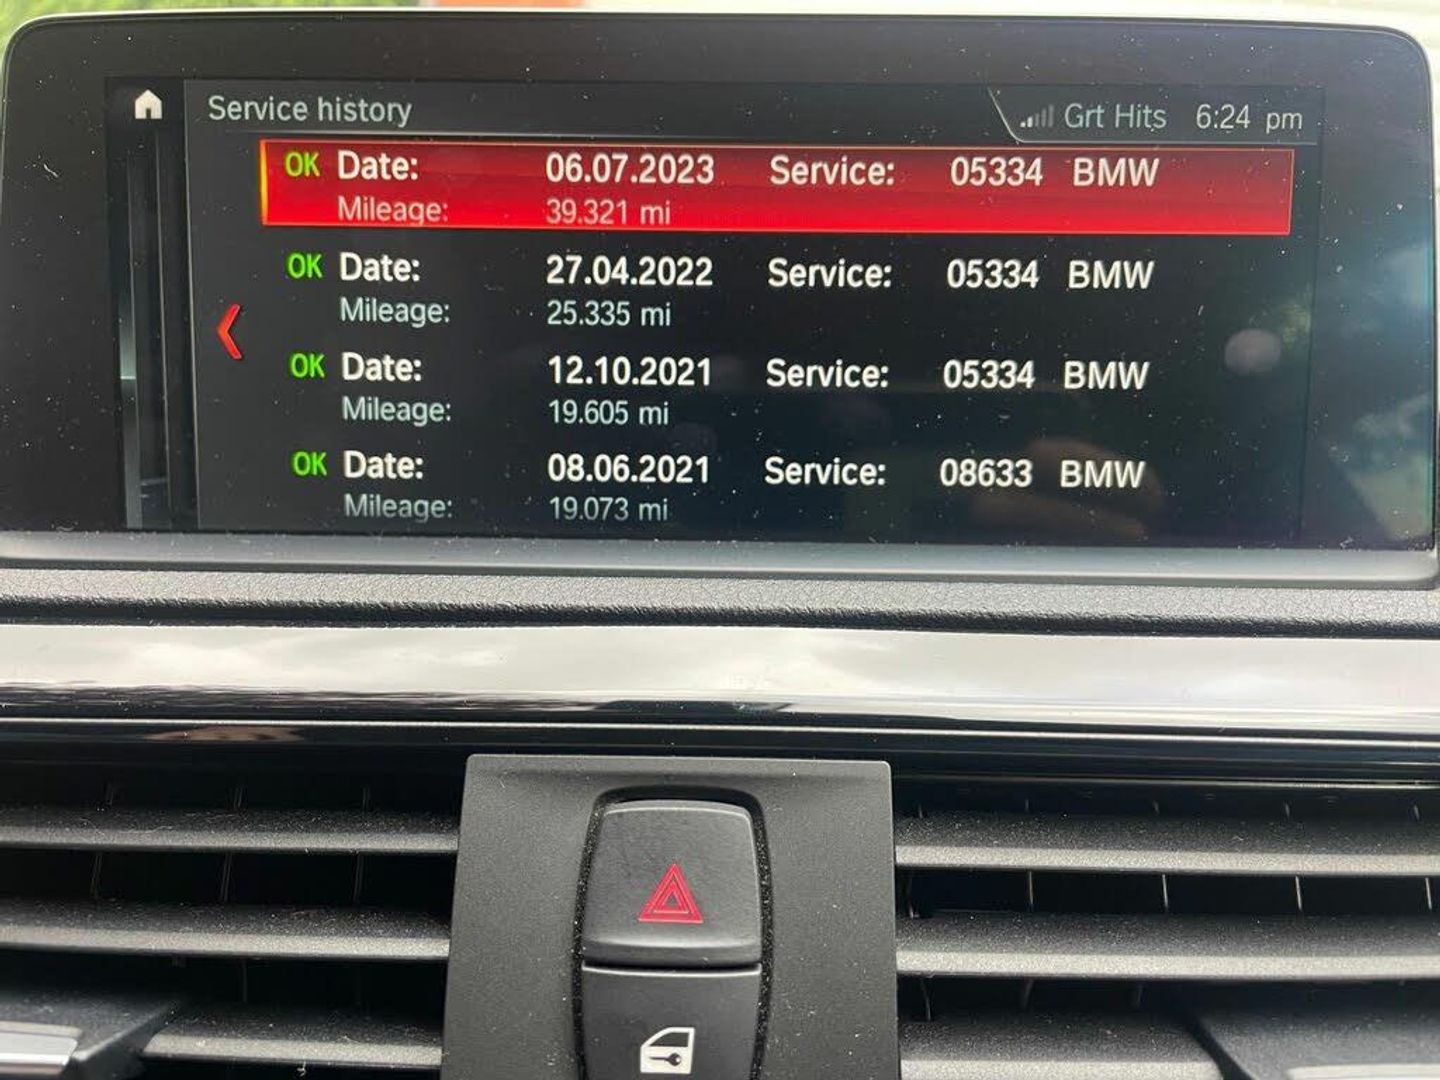 Service history Grt Hits 6:24 pm
OK Date: 06.07.2023 Service: 05334 BMW
Mileage: 39.321 mi
OK Date: 27.04.2022 Service: 05334 BMW
Mileage: 25.335 mi
OK Date: 12.10.2021 Service: 05334 BMW
Mileage: 19.605 mi
OK Date: 08.06.2021 Service: 08633 BMW
Mileage: 19.073 mi